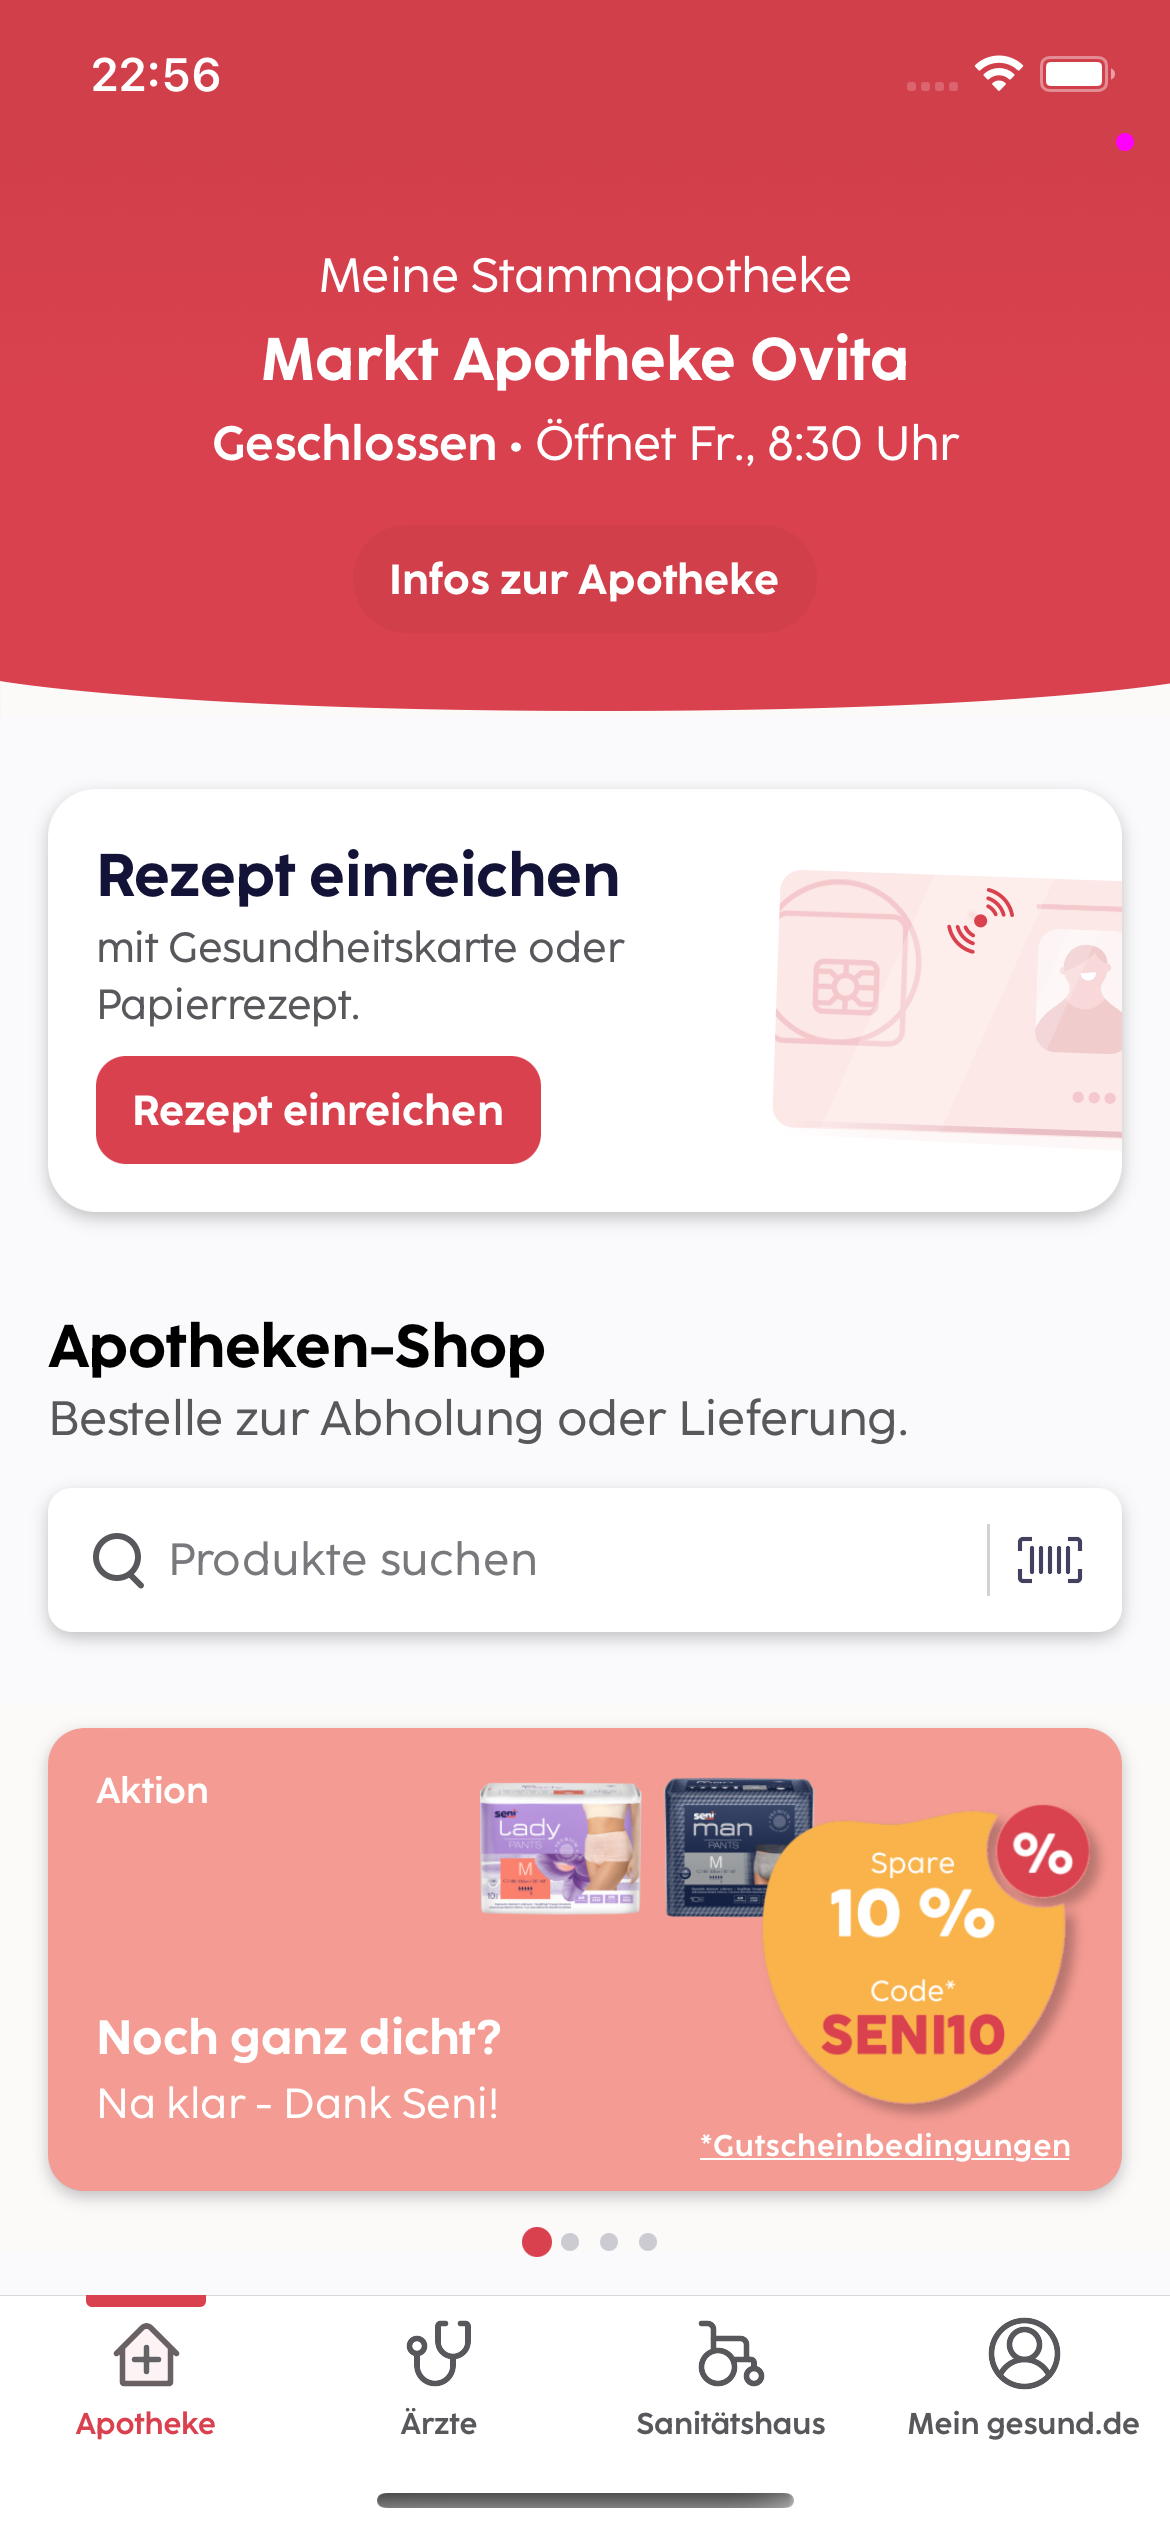 22:56
Meine Stammapotheke
Markt Apotheke Ovita
Geschlossen • Öffnet Fr., 8:30 Uhr
Infos zur Apotheke
Rezept einreichen
mit Gesundheitskarte oder
Papierrezept.
Rezept einreichen
Apotheken-Shop
Bestelle zur Abholung oder Lieferung.
Produkte suchen
Aktion
seni
Lady
PANTS
M
seni
man
PANTS
M
%
Spare
10 %
Code*
SENI10
Noch ganz dicht?
Na klar - Dank Seni!
*Gutscheinbedingungen
Apotheke
Ärzte
Sanitätshaus
Mein gesund.de